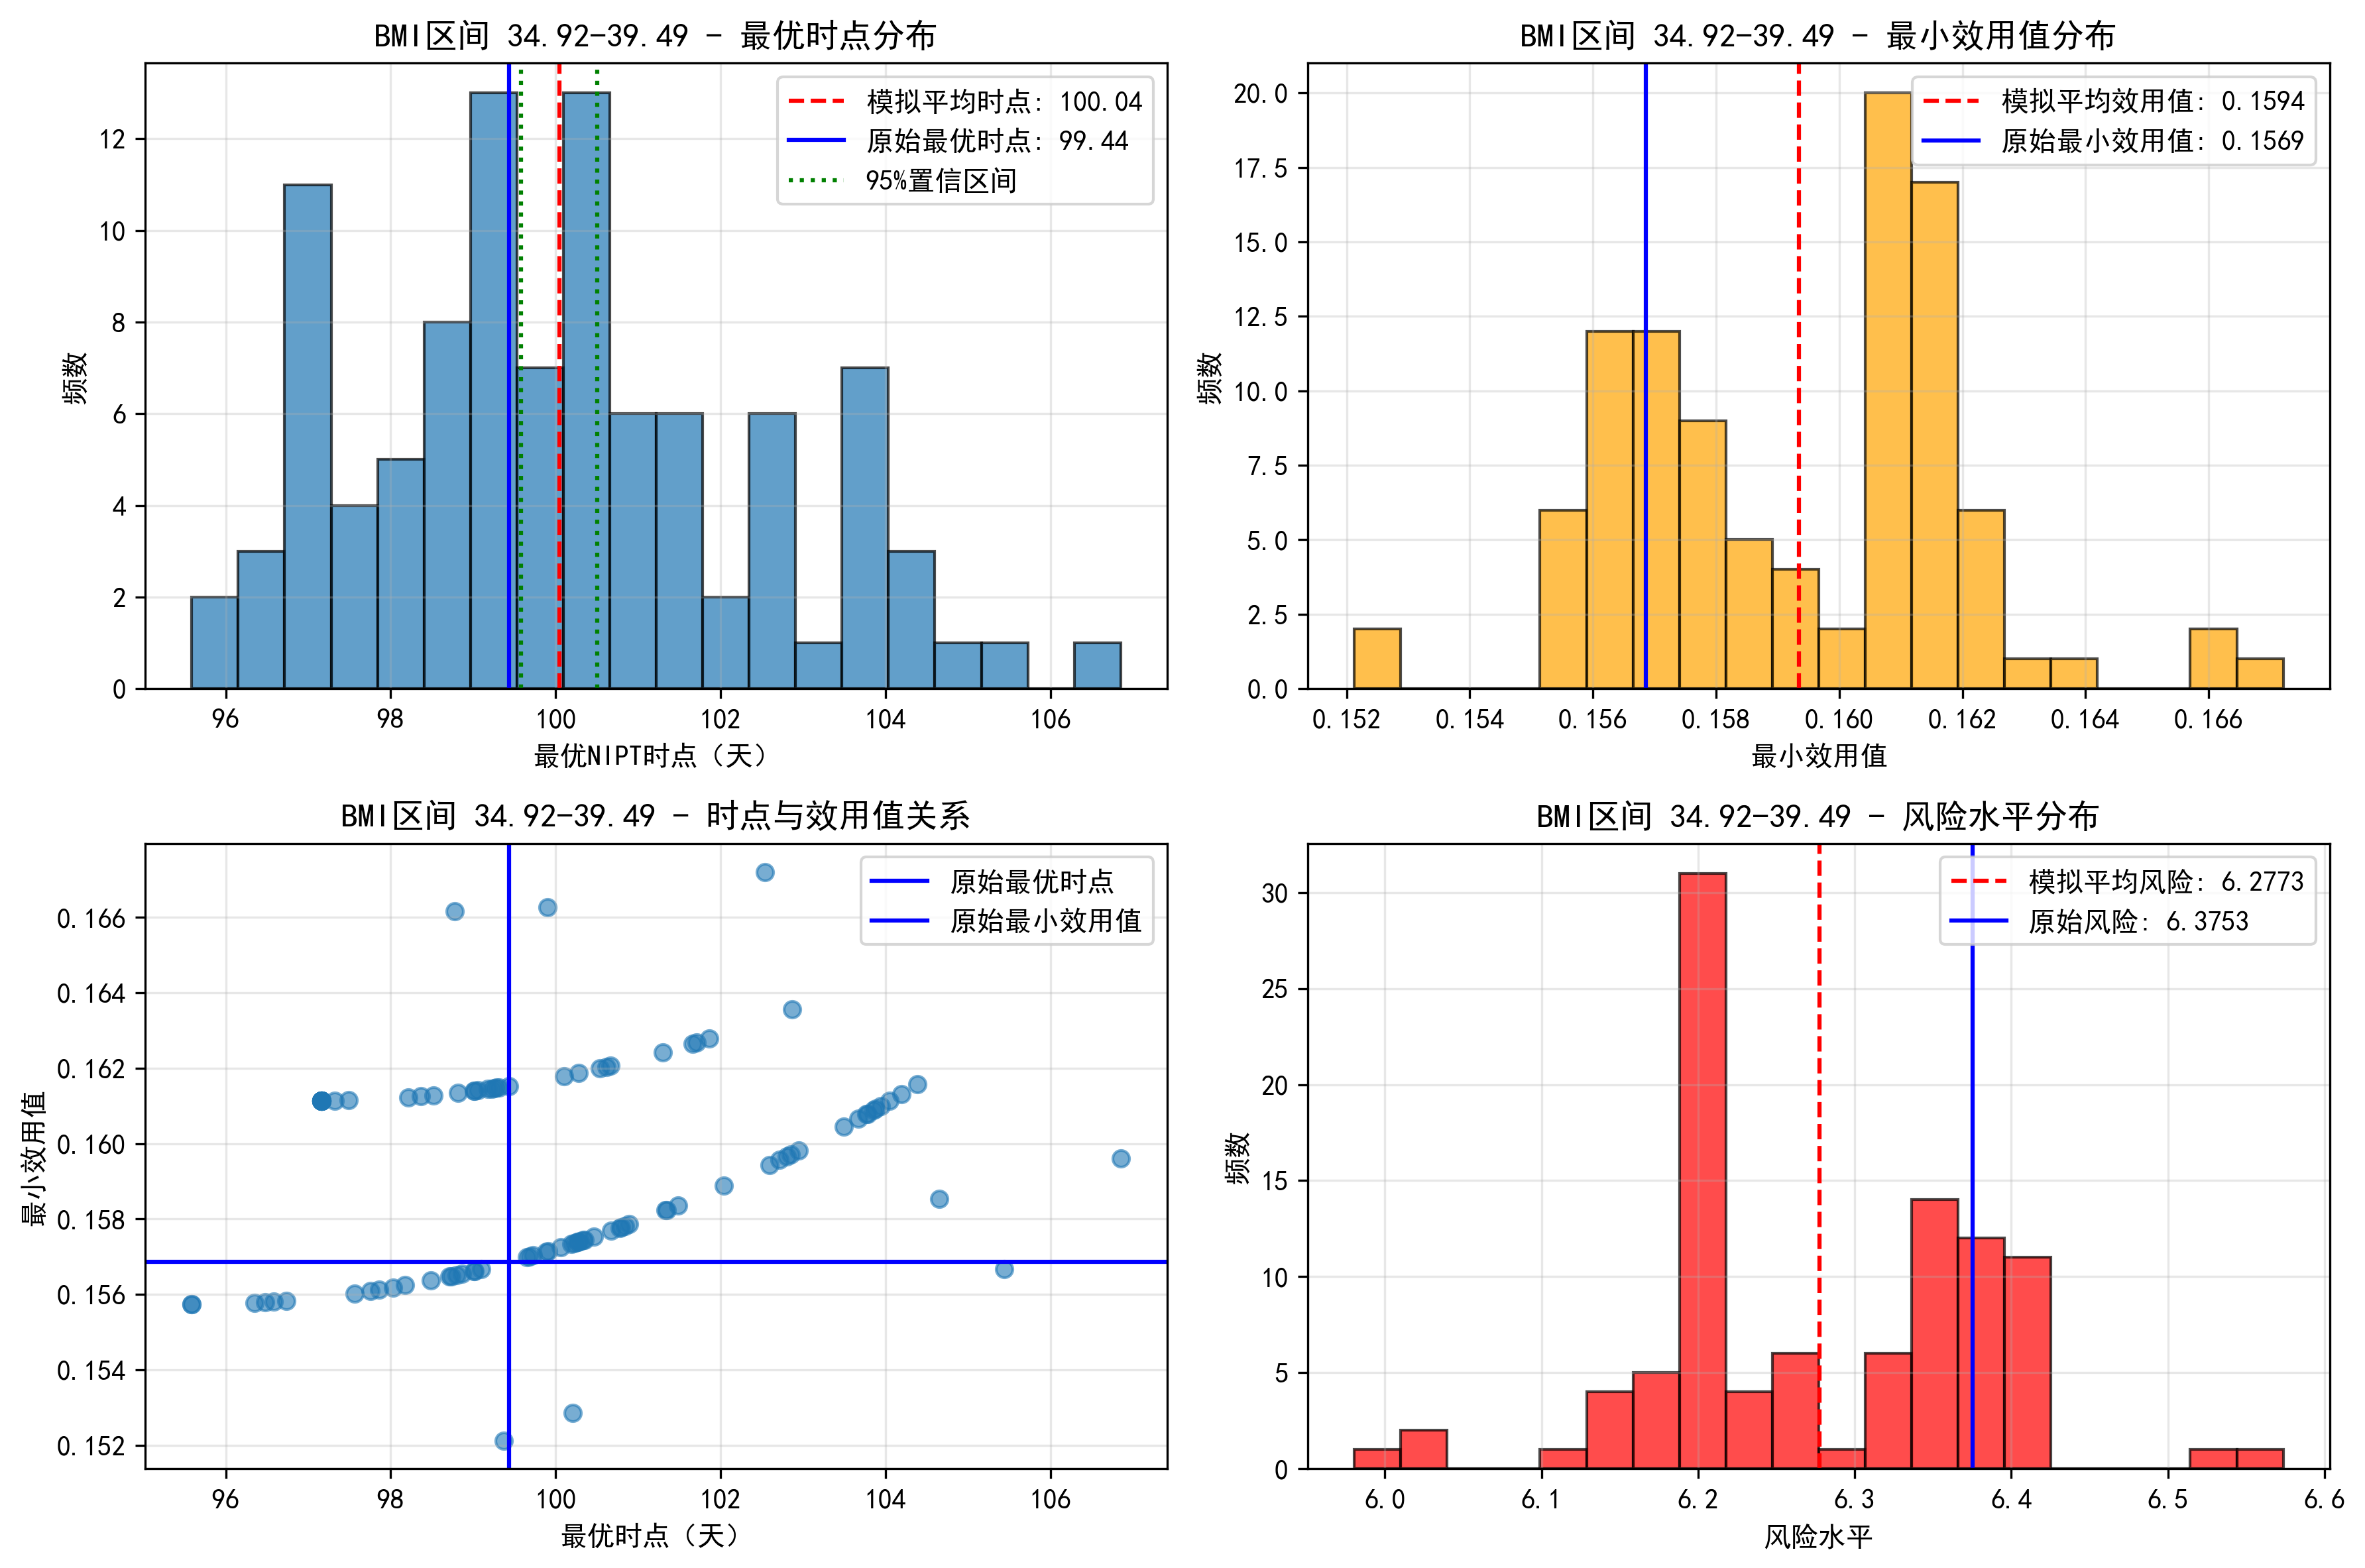 BMI区间 34.92-39.49 - 最优时点分布
模拟平均时点: 100.04
原始最优时点: 99.44
95%置信区间
频数
12
10
8
6
4
2
0
96 98 100 102 104 106
最优NIPT时点（天）
BMI区间 34.92-39.49 - 最小效用值分布
模拟平均效用值: 0.1594
原始最小效用值: 0.1569
频数
20.0
17.5
15.0
12.5
10.0
7.5
5.0
2.5
0.0
0.152 0.154 0.156 0.158 0.160 0.162 0.164 0.166
最小效用值
BMI区间 34.92-39.49 - 时点与效用值关系
原始最优时点
原始最小效用值
最小效用值
0.166
0.164
0.162
0.160
0.158
0.156
0.154
0.152
96 98 100 102 104 106
最优时点（天）
BMI区间 34.92-39.49 - 风险水平分布
模拟平均风险: 6.2773
原始风险: 6.3753
频数
30
25
20
15
10
5
0
6.0 6.1 6.2 6.3 6.4 6.5 6.6
风险水平